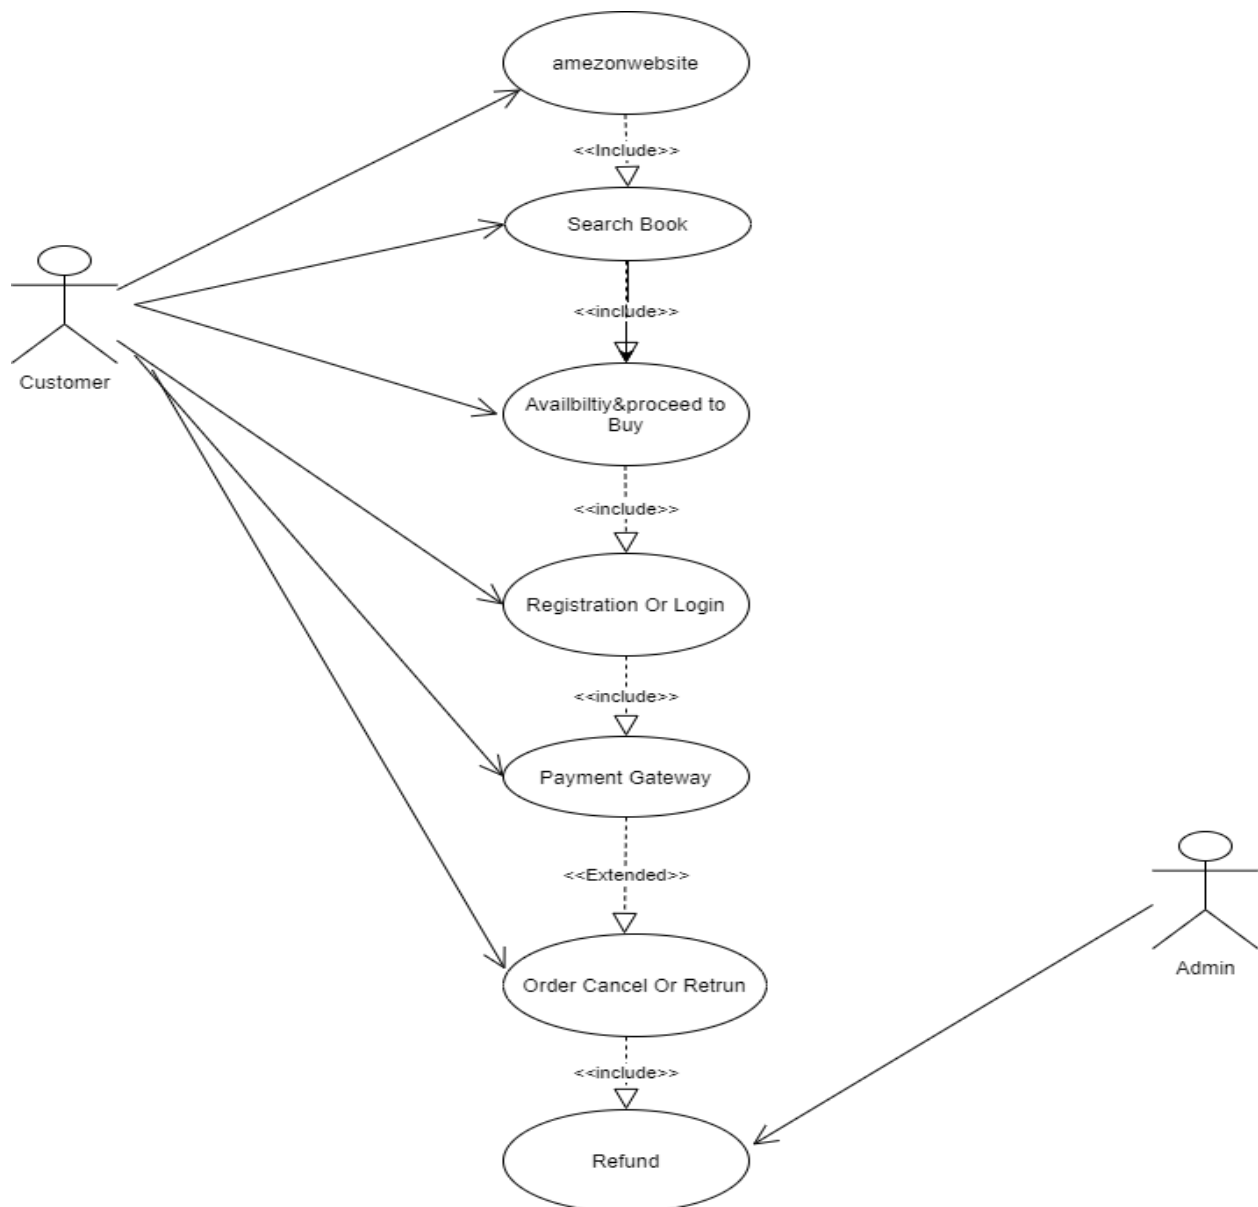 amezonwebsite
<<Include>>
Search Book
<<include>>
Customer
Availbiltiy&proceed to
Buy
<<include>>
Registration Or Login
<<include>>
Payment Gateway
<<Extended>>
Admin
Order Cancel Or Retrun
<<include>>
Refund